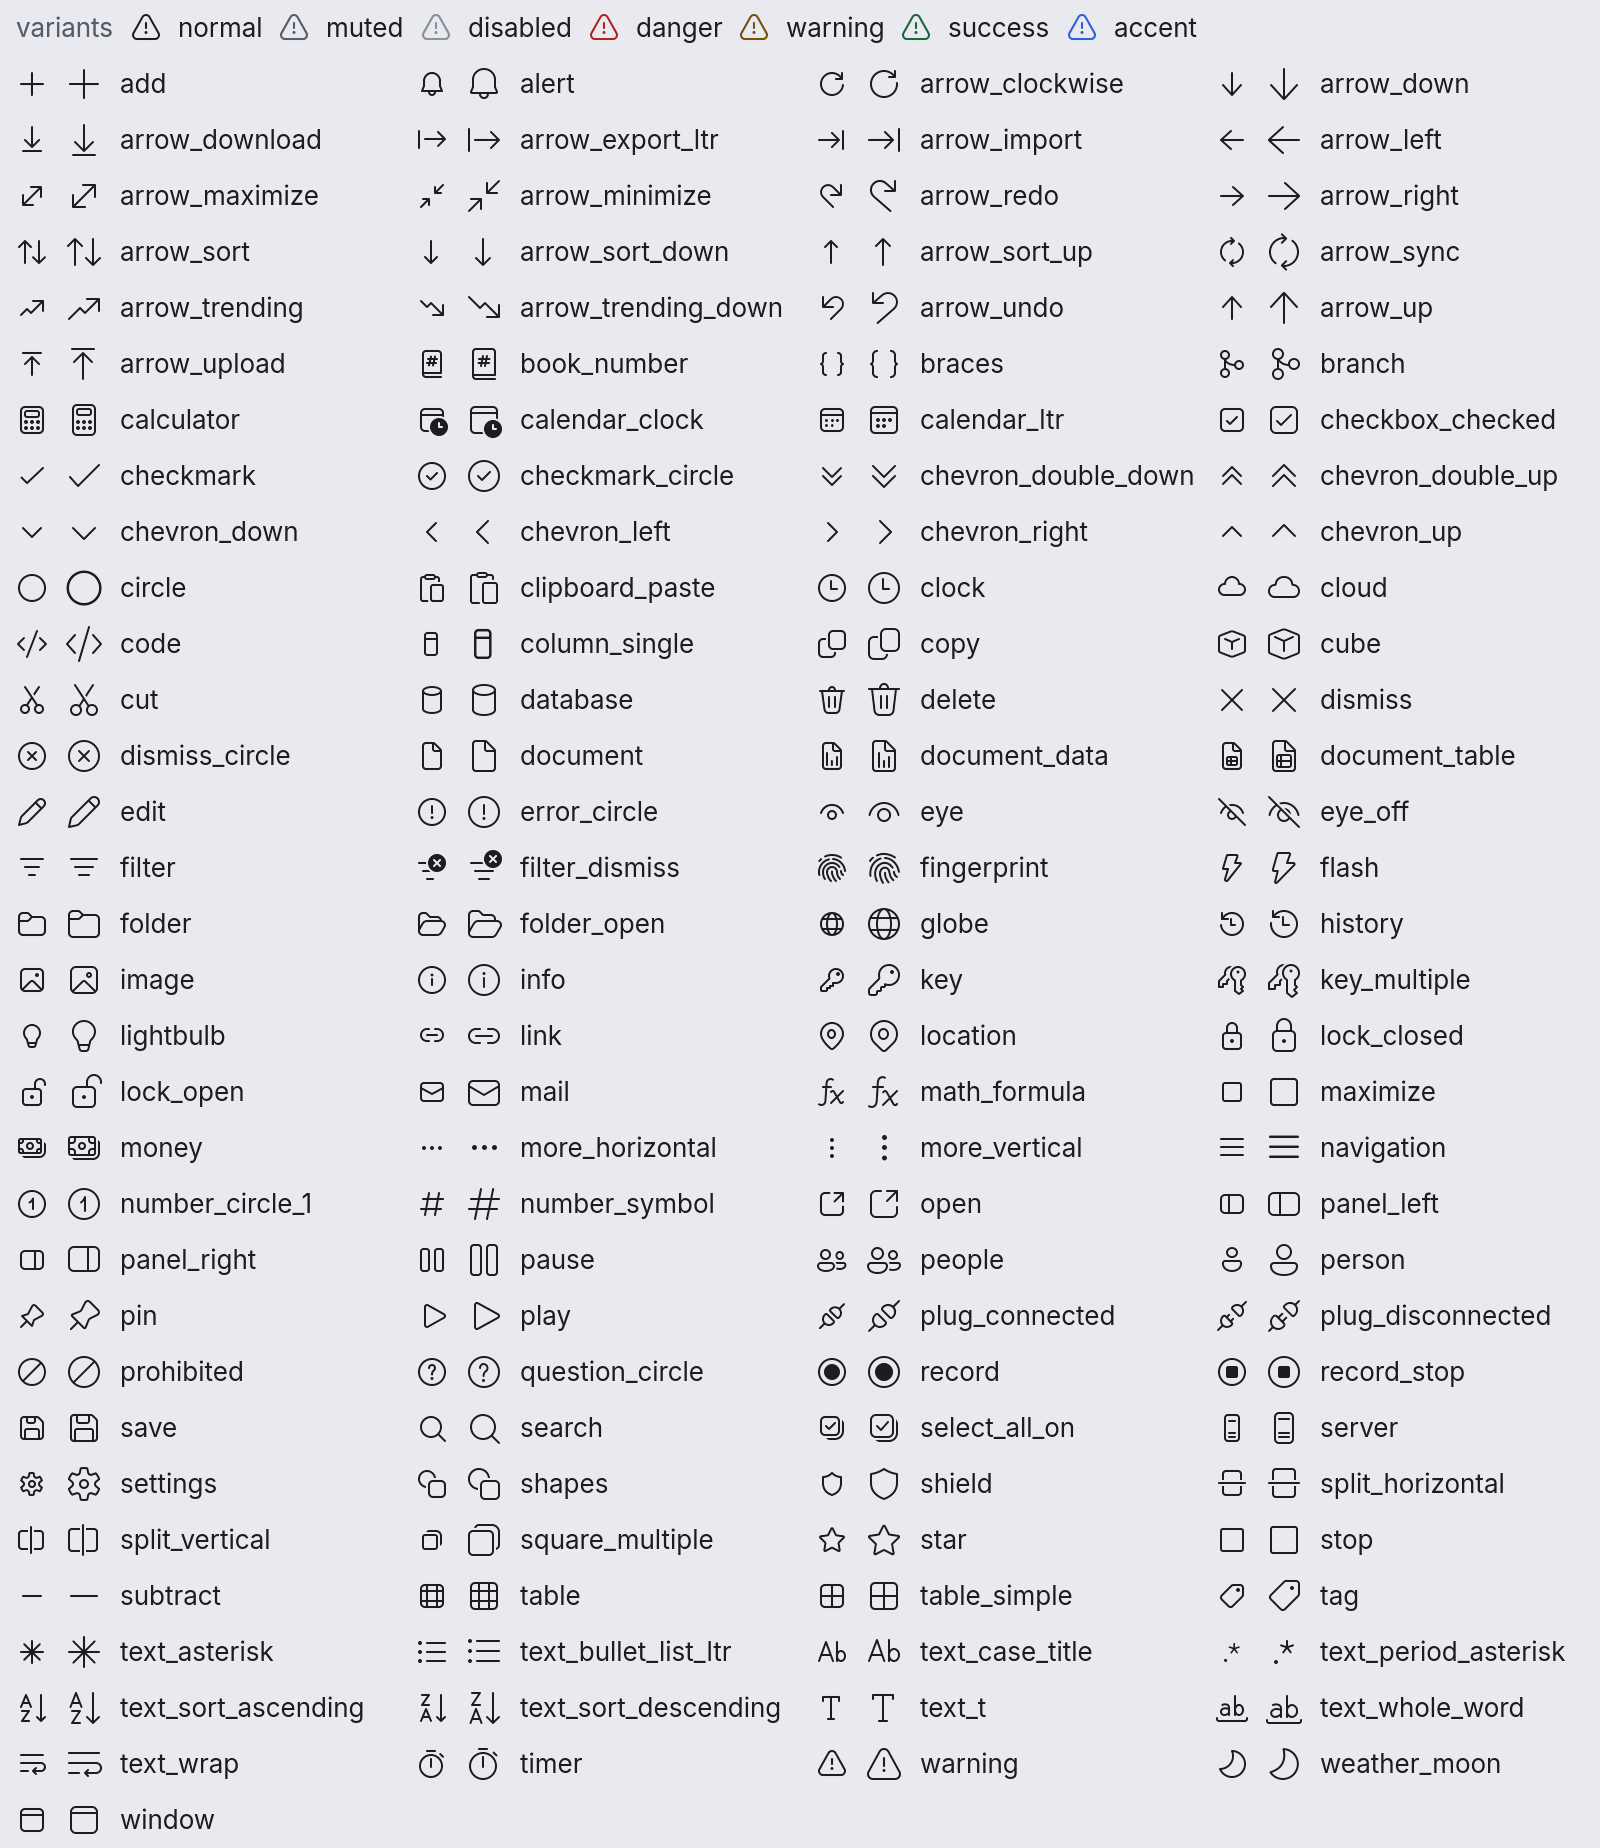 variants normal muted disabled danger warning success accent
add alert arrow_clockwise arrow_down
arrow_download arrow_export_ltr arrow_import arrow_left
arrow_maximize arrow_minimize arrow_redo arrow_right
arrow_sort arrow_sort_down arrow_sort_up arrow_sync
arrow_trending arrow_trending_down arrow_undo arrow_up
arrow_upload book_number braces branch
calculator calendar_clock calendar_ltr checkbox_checked
checkmark checkmark_circle chevron_double_down chevron_double_up
chevron_down chevron_left chevron_right chevron_up
circle clipboard_paste clock cloud
code column_single copy cube
cut database delete dismiss
dismiss_circle document document_data document_table
edit error_circle eye eye_off
filter filter_dismiss fingerprint flash
folder folder_open globe history
image info key key_multiple
lightbulb link location lock_closed
lock_open mail math_formula maximize
money more_horizontal more_vertical navigation
number_circle_1 number_symbol open panel_left
panel_right pause people person
pin play plug_connected plug_disconnected
prohibited question_circle record record_stop
save search select_all_on server
settings shapes shield split_horizontal
split_vertical square_multiple star stop
subtract table table_simple tag
text_asterisk text_bullet_list_ltr text_case_title text_period_asterisk
text_sort_ascending text_sort_descending text_t text_whole_word
text_wrap timer warning weather_moon
window